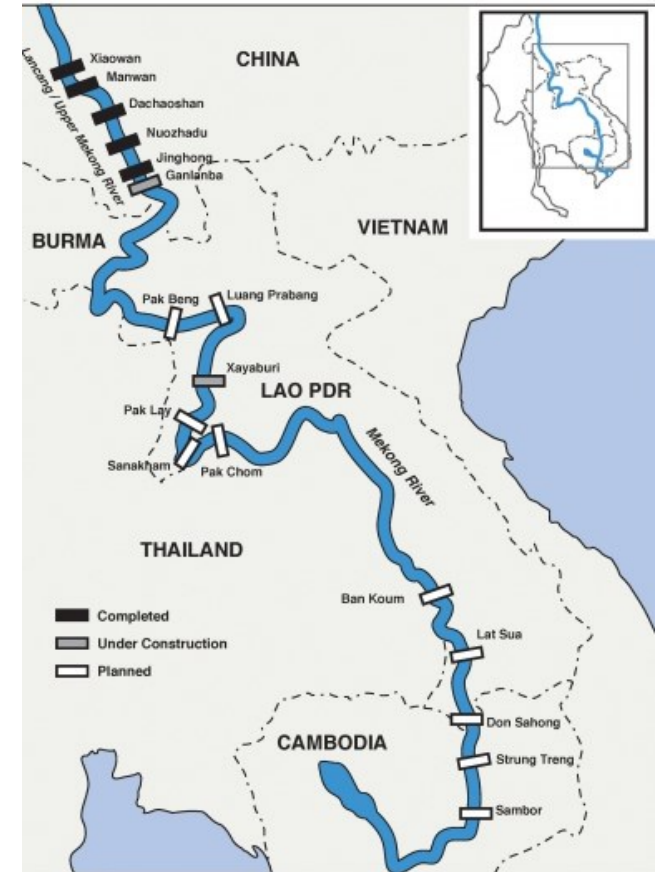 CHINA
Xiaowan
Manwan
Lancang / Upper Mekong River
Dachaoshan
Nuozhadu
Jinghong
Ganlanba
BURMA
VIETNAM
Pak Beng
Luang Prabang
Xayaburi
LAO PDR
Pak Lay
Mekong River
Sanakham
Pak Chom
THAILAND
Ban Koum
Completed
Under Construction
Planned
Lat Sua
Don Sahong
CAMBODIA
Strung Treng
Sambor